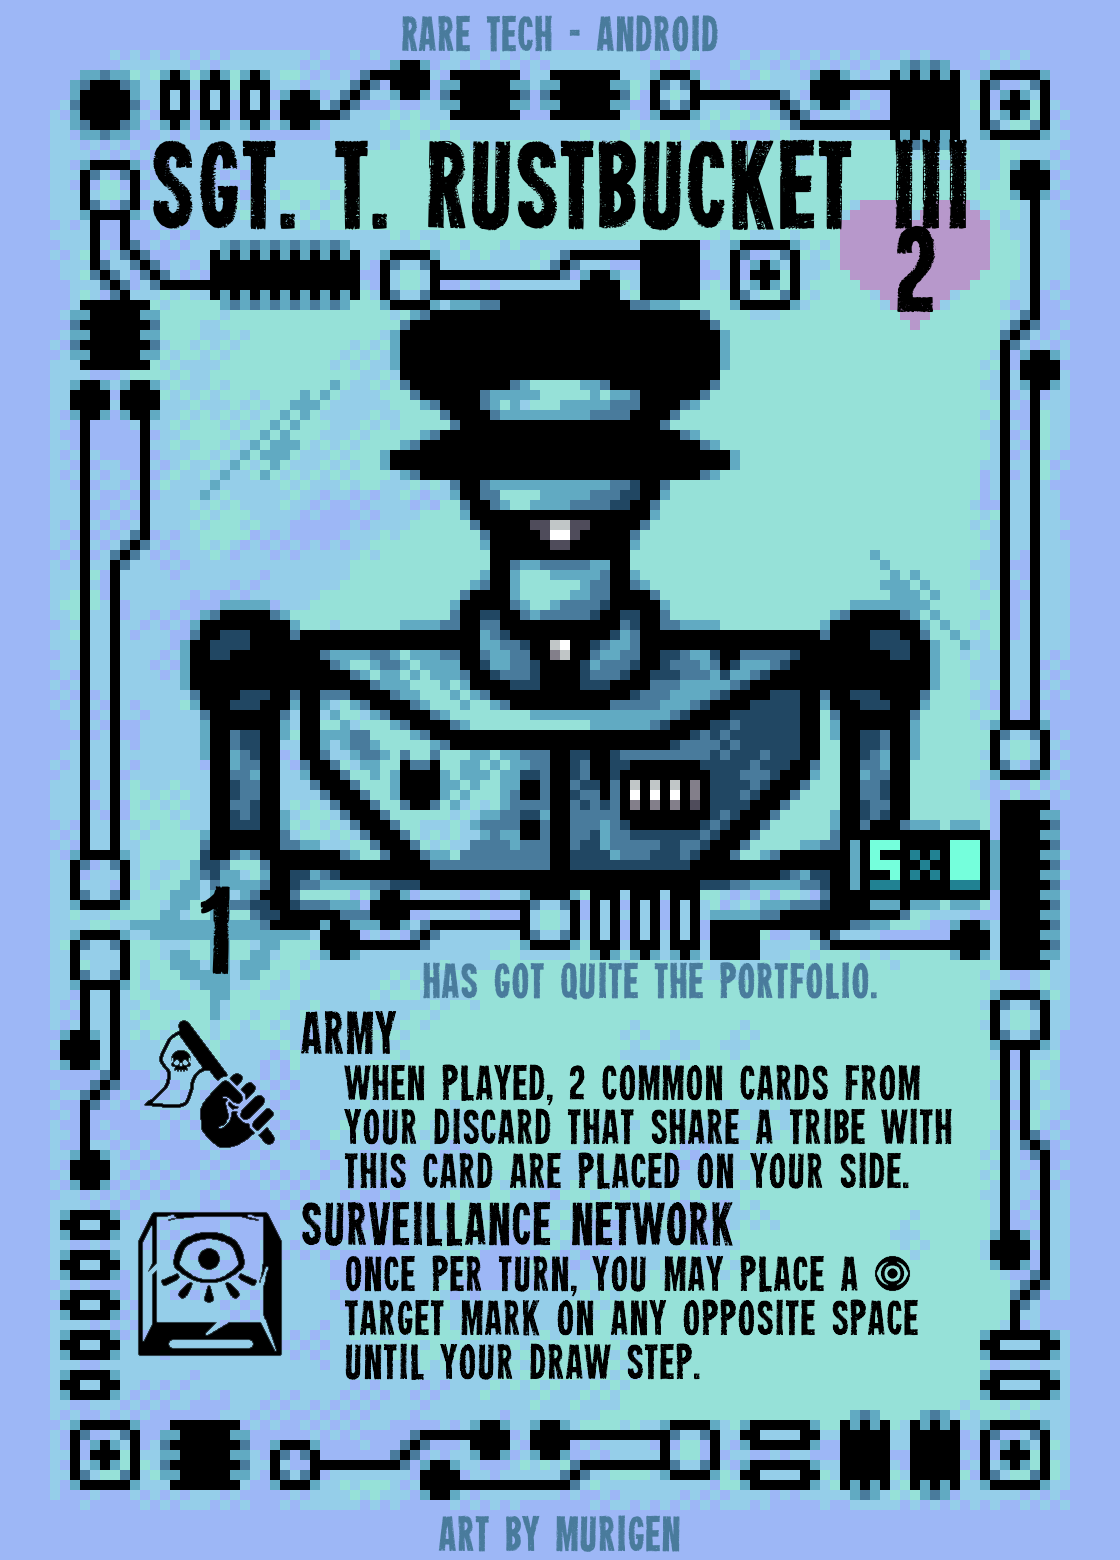 RARE TECH - ANDROID
SGT. T. RUSTBUCKET III
2
5 X
1
HAS GOT QUITE THE PORTFOLIO.
ARMY
WHEN PLAYED, 2 COMMON CARDS FROM
YOUR DISCARD THAT SHARE A TRIBE WITH
THIS CARD ARE PLACED ON YOUR SIDE.
SURVEILLANCE NETWORK
ONCE PER TURN, YOU MAY PLACE A
TARGET MARK ON ANY OPPOSITE SPACE
UNTIL YOUR DRAW STEP.
ART BY MURIGEN